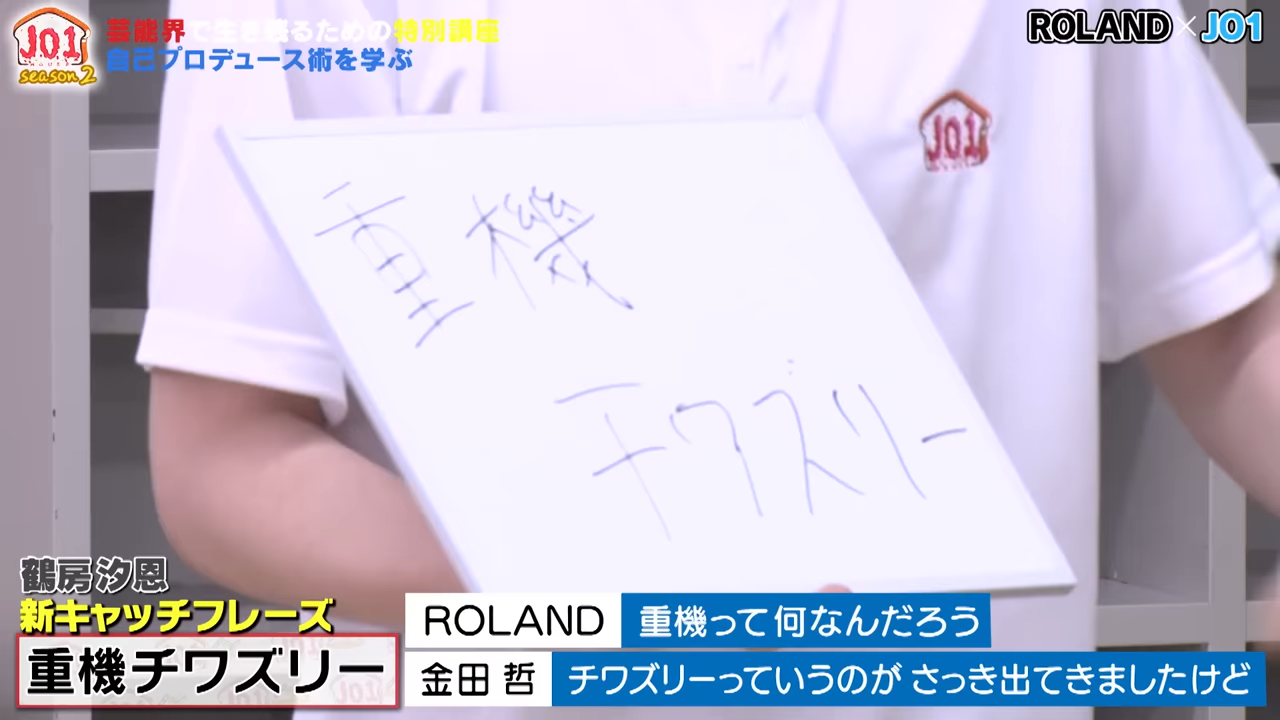 JO1
season2
芸能界で生き残るための特別講座
自己プロデュース術を学ぶ
ROLAND×JO1
JO1
重機
チワズリー
鶴房汐恩
新キャッチフレーズ
重機チワズリー
ROLAND 重機って何なんだろう
金田 哲 チワズリーっていうのが さっき出てきましたけど